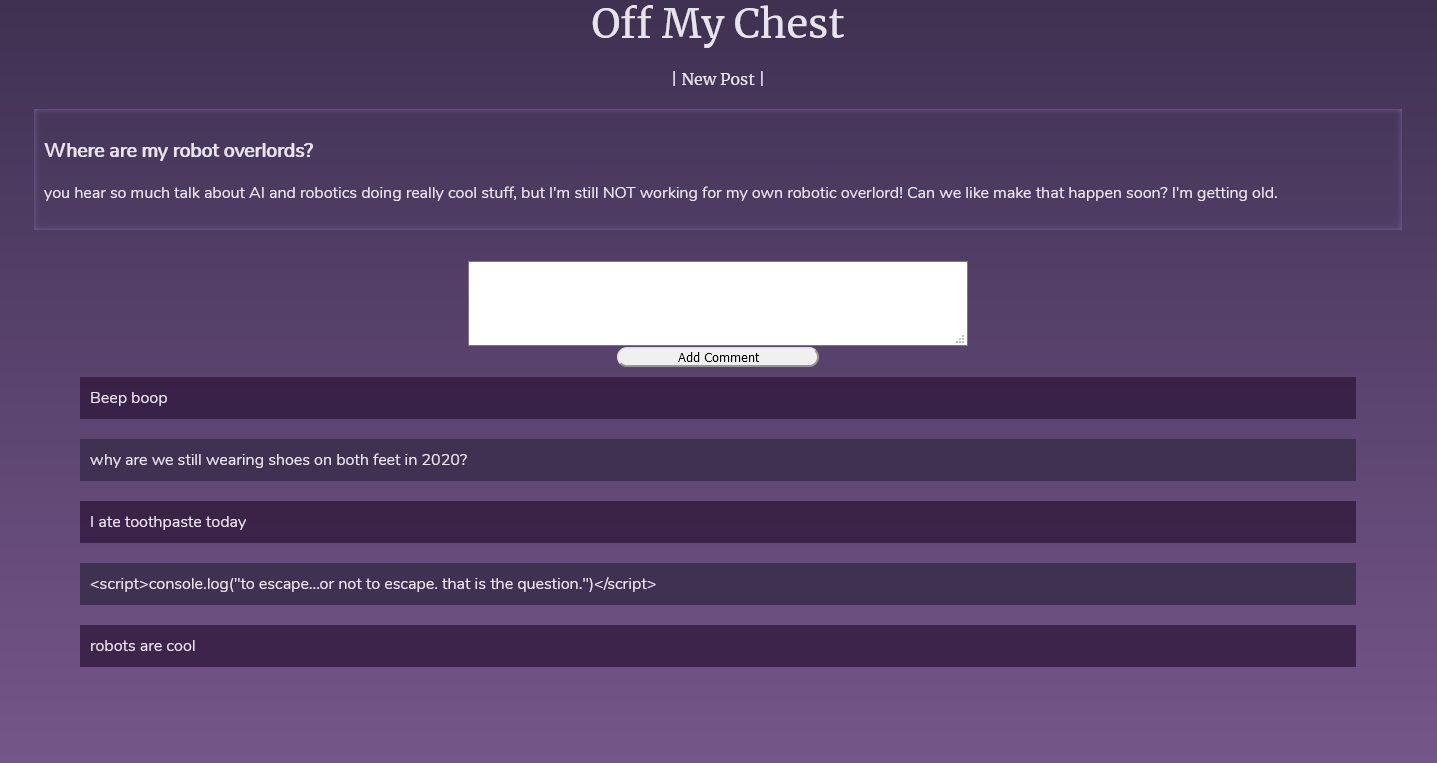 Off My Chest
| New Post |
Where are my robot overlords?
you hear so much talk about AI and robotics doing really cool stuff, but I'm still NOT working for my own robotic overlord! Can we like make that happen soon? I'm getting old.
Add Comment
Beep boop
why are we still wearing shoes on both feet in 2020?
I ate toothpaste today
<script>console.log("to escape...or not to escape. that is the question.")</script>
robots are cool